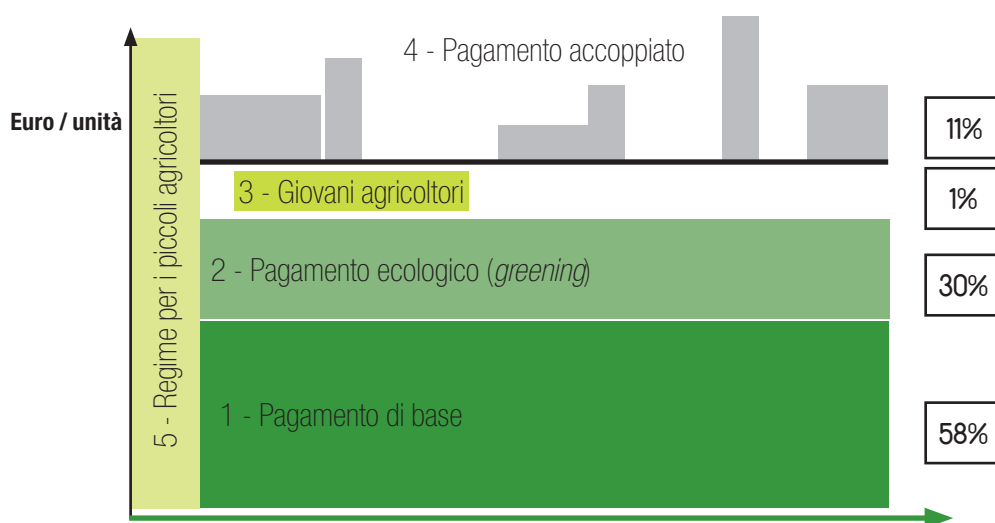 4 - Pagamento accoppiato
Euro / unità
11%
3 - Giovani agricoltori
1%
2 - Pagamento ecologico (greening)
30%
1 - Pagamento di base
58%
5 - Regime per i piccoli agricoltori